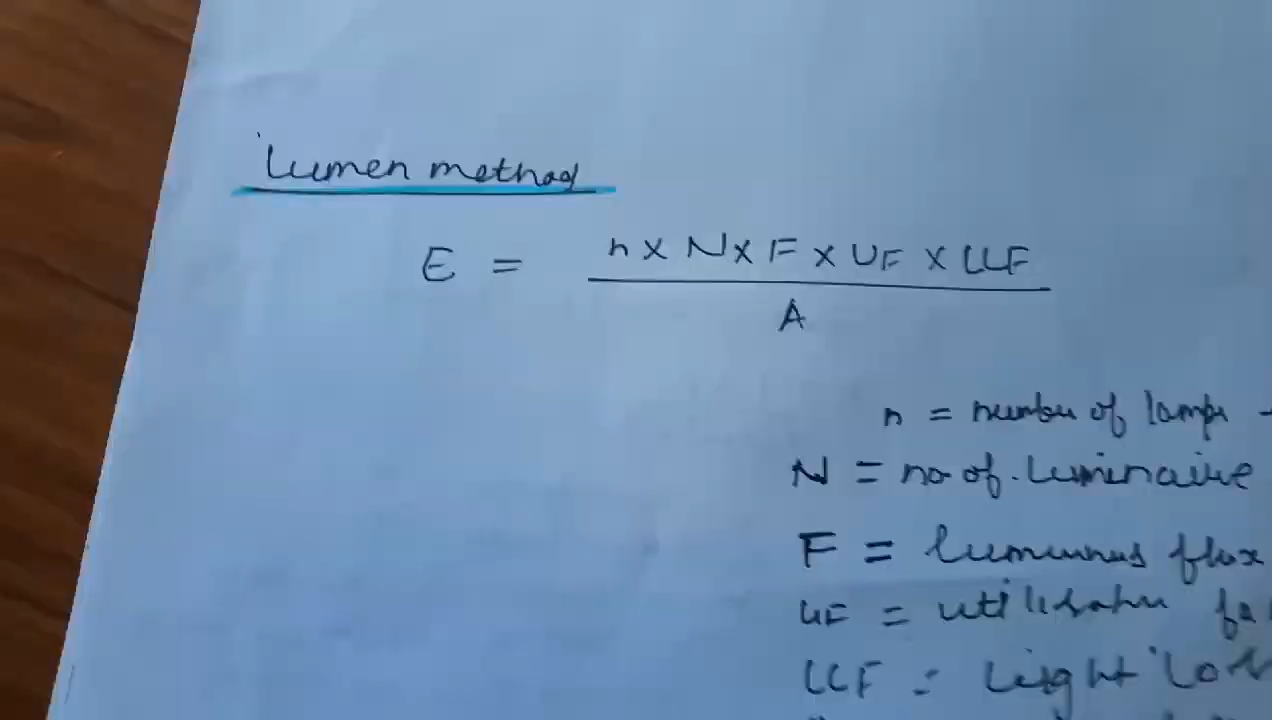 Lumen method
E = n x N x F x UF x LLF
A
n = number of lamps
N = no of. Luminaire
F = luminous flux
UF = utilisation
LLF = Light loss